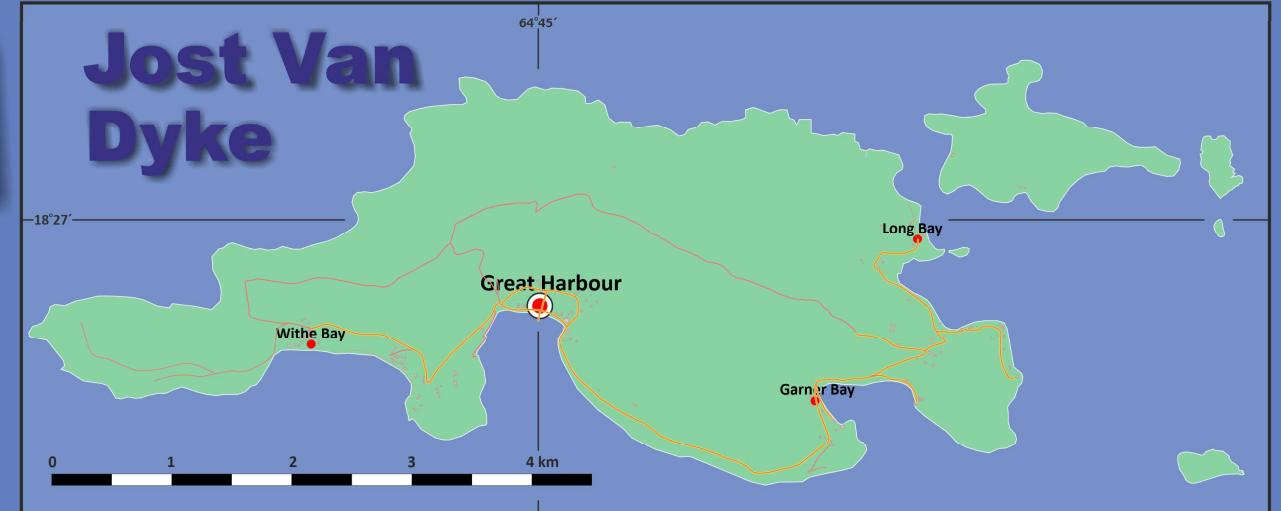 64°45´
Jost Van
Dyke
18°27´
Long Bay
Great Harbour
Withe Bay
Garner Bay
0 1 2 3 4 km